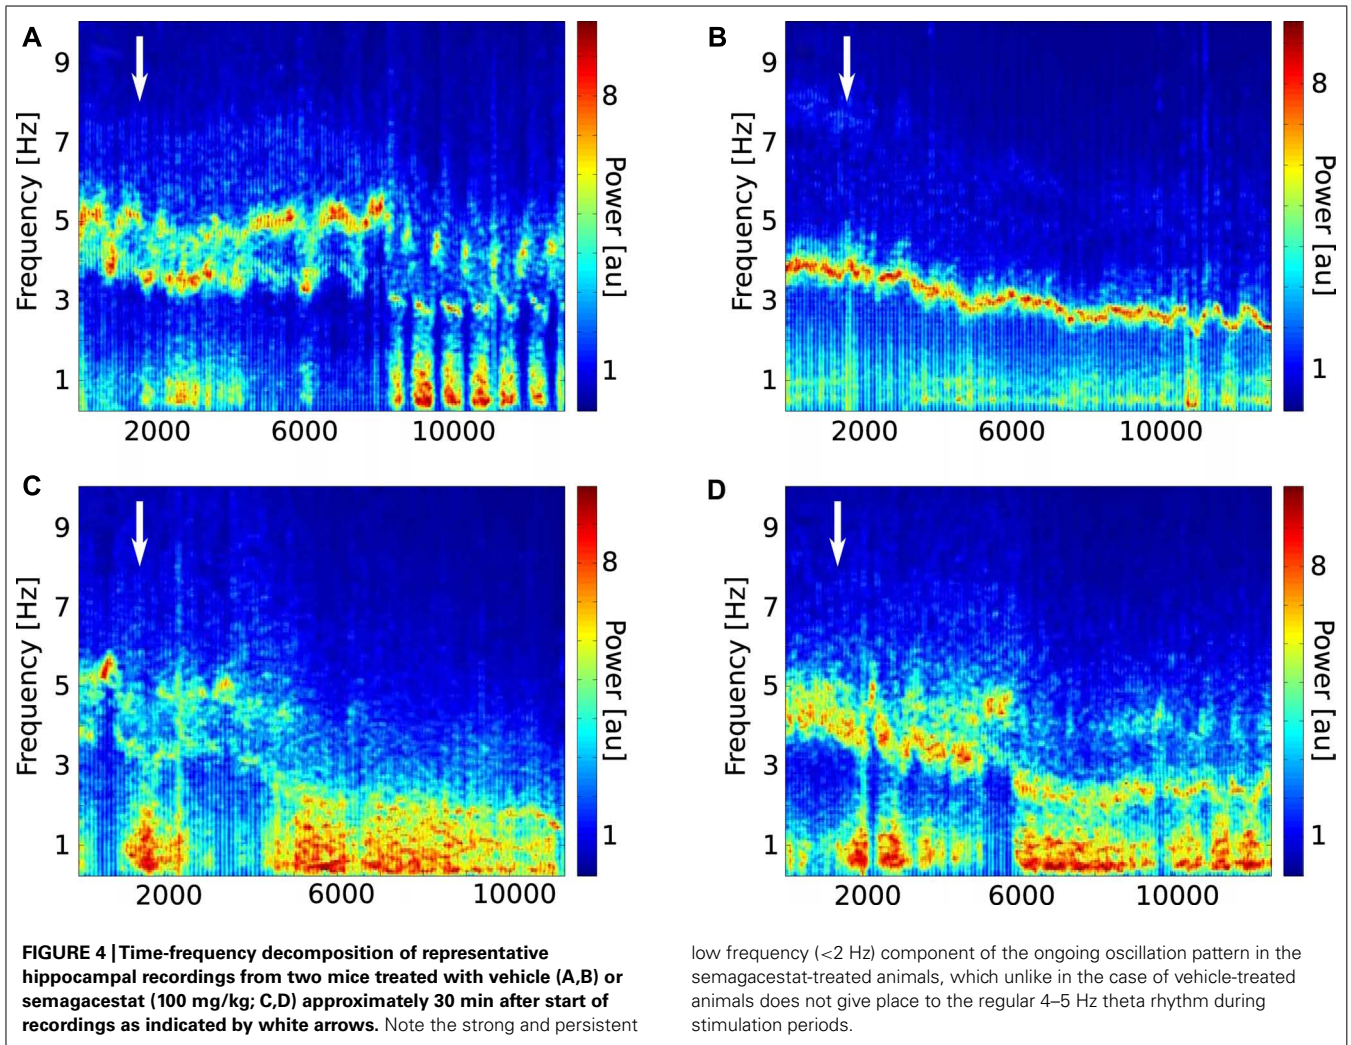 A
9
7
5
3
1
Frequency [Hz]
2000 6000 10000
8
1
Power [au]
B
9
7
5
3
1
Frequency [Hz]
2000 6000 10000
8
1
Power [au]
C
9
7
5
3
1
Frequency [Hz]
2000 6000 10000
8
1
Power [au]
D
9
7
5
3
1
Frequency [Hz]
2000 6000 10000
8
1
Power [au]
FIGURE 4 | Time-frequency decomposition of representative
hippocampal recordings from two mice treated with vehicle (A,B) or
semagacestat (100 mg/kg; C,D) approximately 30 min after start of
recordings as indicated by white arrows. Note the strong and persistent
low frequency (<2 Hz) component of the ongoing oscillation pattern in the
semagacestat-treated animals, which unlike in the case of vehicle-treated
animals does not give place to the regular 4–5 Hz theta rhythm during
stimulation periods.